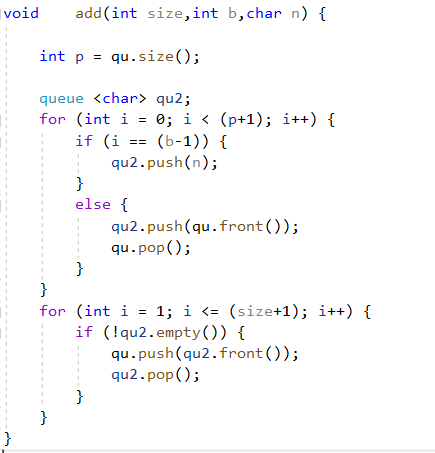 void    add(int size,int b,char n) {
int p = qu.size();
queue <char> qu2;
for (int i = 0; i < (p+1); i++) {
if (i == (b-1)) {
qu2.push(n);
}
else {
qu2.push(qu.front());
qu.pop();
}
}
for (int i = 1; i <= (size+1); i++) {
if (!qu2.empty()) {
qu.push(qu2.front());
qu2.pop();
}
}
}